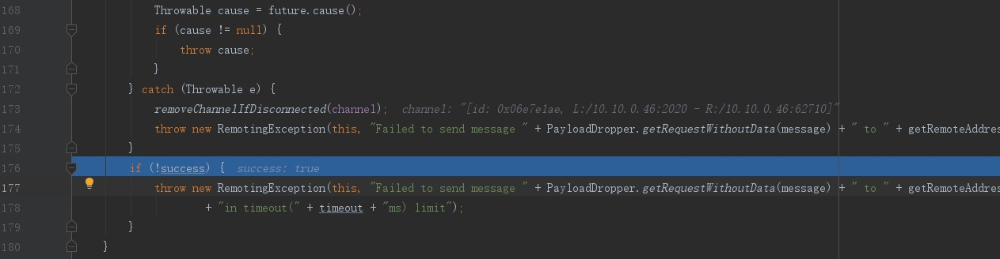 168 Throwable cause = future.cause();
169 if (cause != null) {
170 throw cause;
171 }
172 } catch (Throwable e) {
173 removeChannelIfDisconnected(channel); channel: "[id: 0x06e7e1ae, L:/10.10.0.46:2020 - R:/10.10.0.46:62710]"
174 throw new RemotingException(this, "Failed to send message " + PayloadDropper.getRequestWithoutData(message) + " to " + getRemoteAddres
175 }
176 if (!success) { success: true
177 throw new RemotingException(this, "Failed to send message " + PayloadDropper.getRequestWithoutData(message) + " to " + getRemoteAddres
178 + "in timeout(" + timeout + "ms) limit");
179 }
180 }